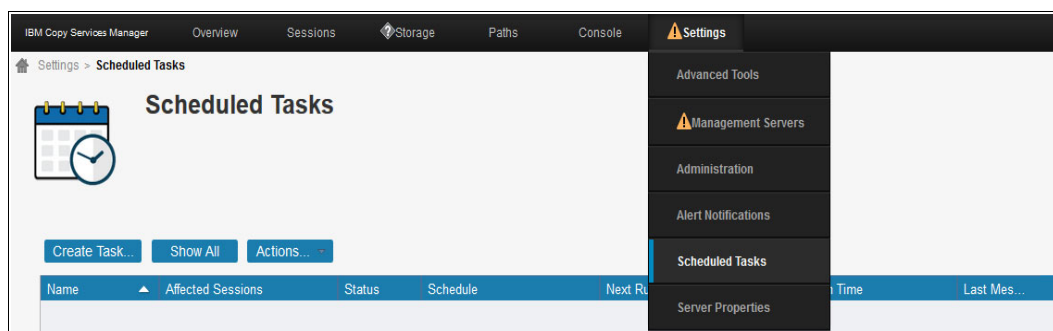 IBM Copy Services Manager Overview Sessions Storage Paths Console Settings
Settings > Scheduled Tasks
Scheduled Tasks
Advanced Tools
Management Servers
Administration
Alert Notifications
Scheduled Tasks
Server Properties
Create Task... Show All Actions...
Name Affected Sessions Status Schedule Next Time Last Mes...